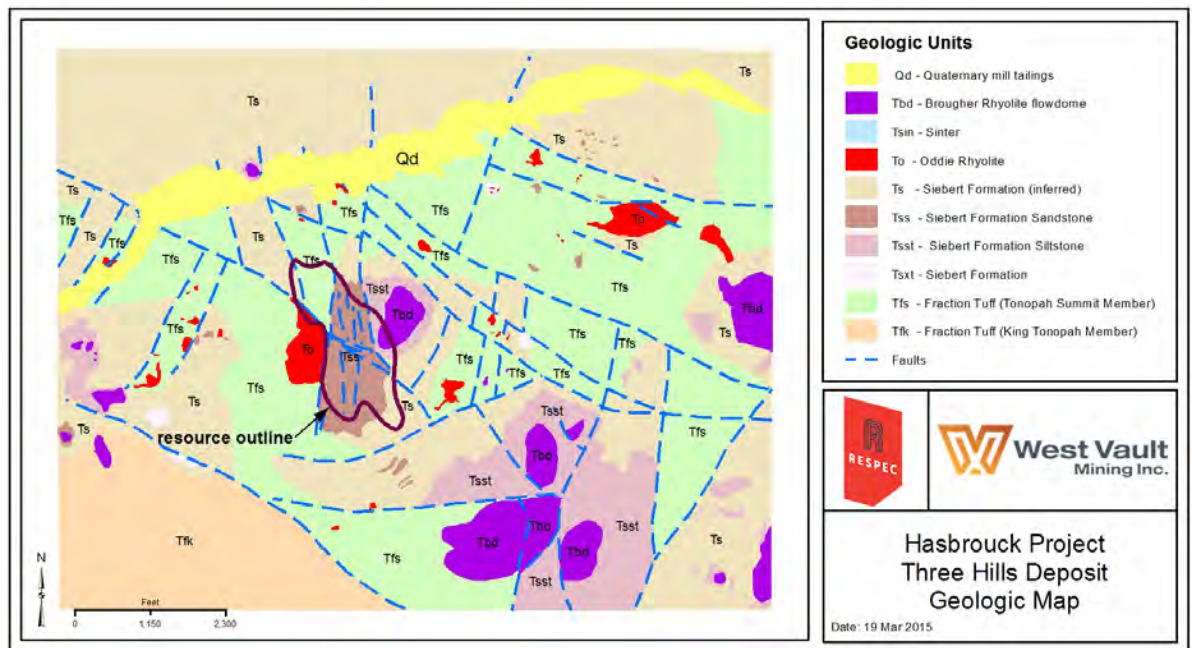 Ts
Ts
Qd
Ts
Ts
Tfs
Ts
Tfs
Tfs
Tfs
Ts
Tfs
Tfs
Tfs
To
Ts
Tfs
Tsst
Tbd
Tfs
Tbd
Ts
Tfs
To
Tss
Tfs
Tfs
Tfs
Tfs
Tfs
Ts
Ts
resource outline
Ts
Tsst
Tfs
Tbd
Tsst
Tfk
Tfs
Tbd
Tbd
Tbd
Tsst
Tsst
Ts
N
S
Feet
0 1,150 2,300
Geologic Units
Qd - Quaternary mill tailings
Tbd - Brougher Rhyolite flowdome
Tsin - Sinter
To - Oddie Rhyolite
Ts - Siebert Formation (inferred)
Tss - Siebert Formation Sandstone
Tsst - Siebert Formation Siltstone
Tsxt - Siebert Formation
Tfs - Fraction Tuff (Tonopah Summit Member)
Tfk - Fraction Tuff (King Tonopah Member)
Faults
RESPEC
West Vault
Mining Inc.
Hasbrouck Project
Three Hills Deposit
Geologic Map
Date: 19 Mar 2015